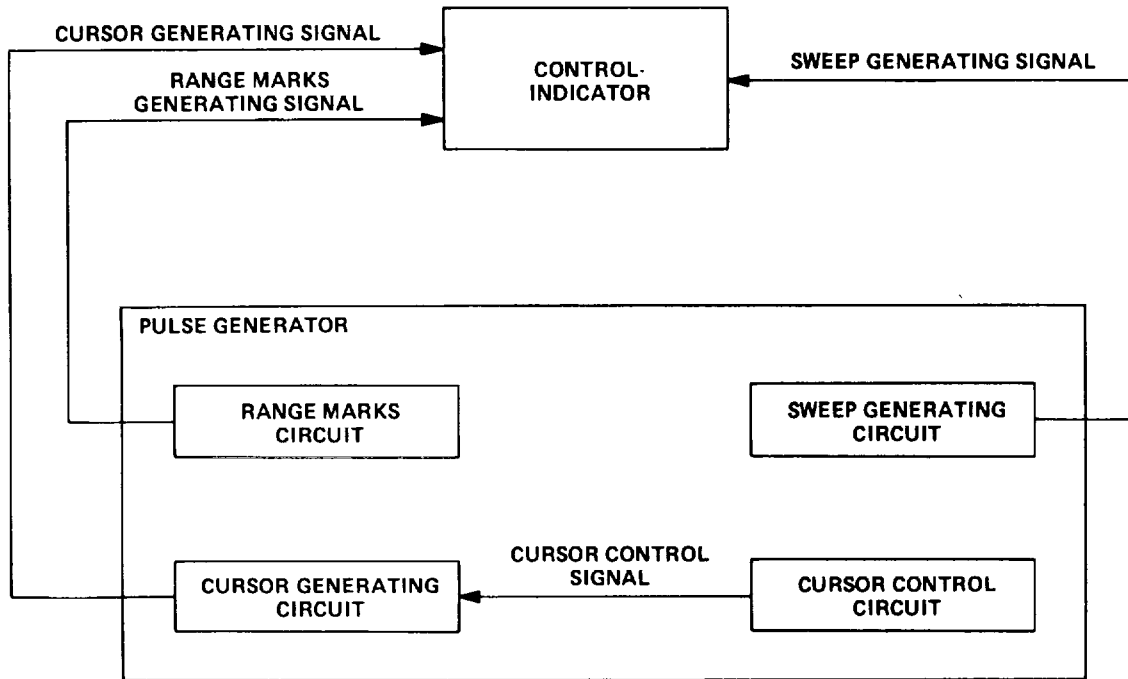 CURSOR GENERATING SIGNAL
RANGE MARKS
GENERATING SIGNAL
CONTROL-
INDICATOR
SWEEP GENERATING SIGNAL
PULSE GENERATOR
RANGE MARKS
CIRCUIT
SWEEP GENERATING
CIRCUIT
CURSOR GENERATING
CIRCUIT
CURSOR CONTROL
SIGNAL
CURSOR CONTROL
CIRCUIT